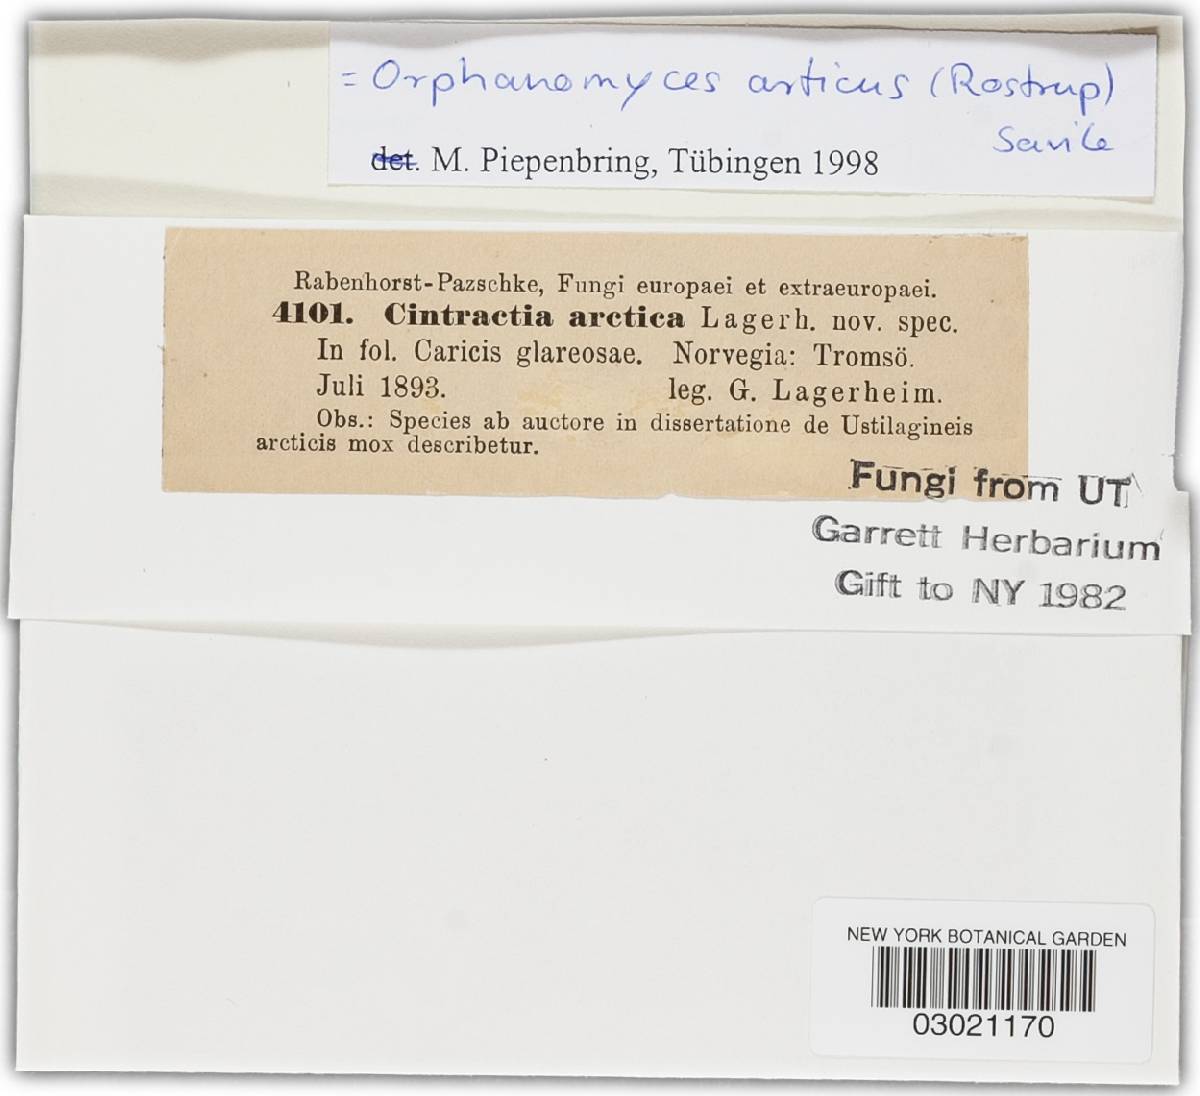 = Orphanomyces articus (Rostrup)
Savile
det. M. Piepenbring, Tübingen 1998
Rabenhorst-Pazschke, Fungi europaei et extraeuropaei.
4101. Cintractia arctica Lagerh. nov. spec.
In fol. Caricis glareosae. Norvegia: Tromsö.
Juli 1893. leg. G. Lagerheim.
Obs.: Species ab auctore in dissertatione de Ustilagineis
arcticis mox describetur.
Fungi from UT
Garrett Herbarium
Gift to NY 1982
NEW YORK BOTANICAL GARDEN
03021170